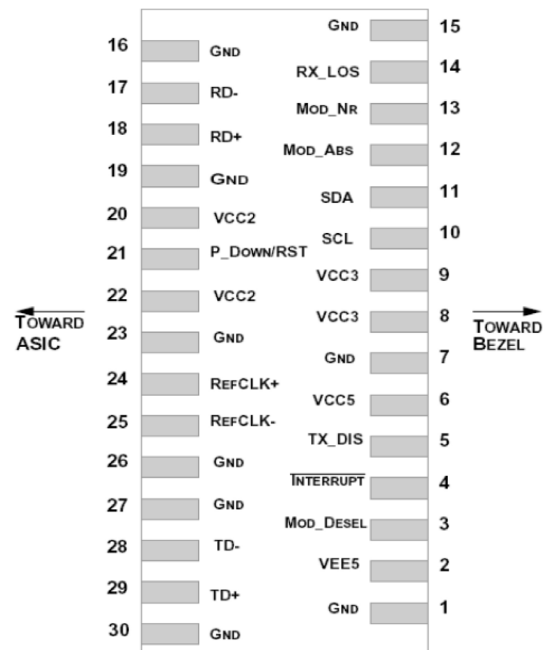 GND 15
16 GND
RX_LOS 14
17 RD-
MOD_NR 13
18 RD+
MOD_ABS 12
19 GND
SDA 11
20 VCC2
SCL 10
21 P_DOWN/RST
VCC3 9
22 VCC2
VCC3 8
TOWARD
ASIC
TOWARD
BEZEL
23 GND
GND 7
24 REFCLK+
VCC5 6
25 REFCLK-
TX_DIS 5
26 GND
INTERRUPT 4
27 GND
MOD_DESEL 3
28 TD-
VEE5 2
29 TD+
GND 1
30 GND